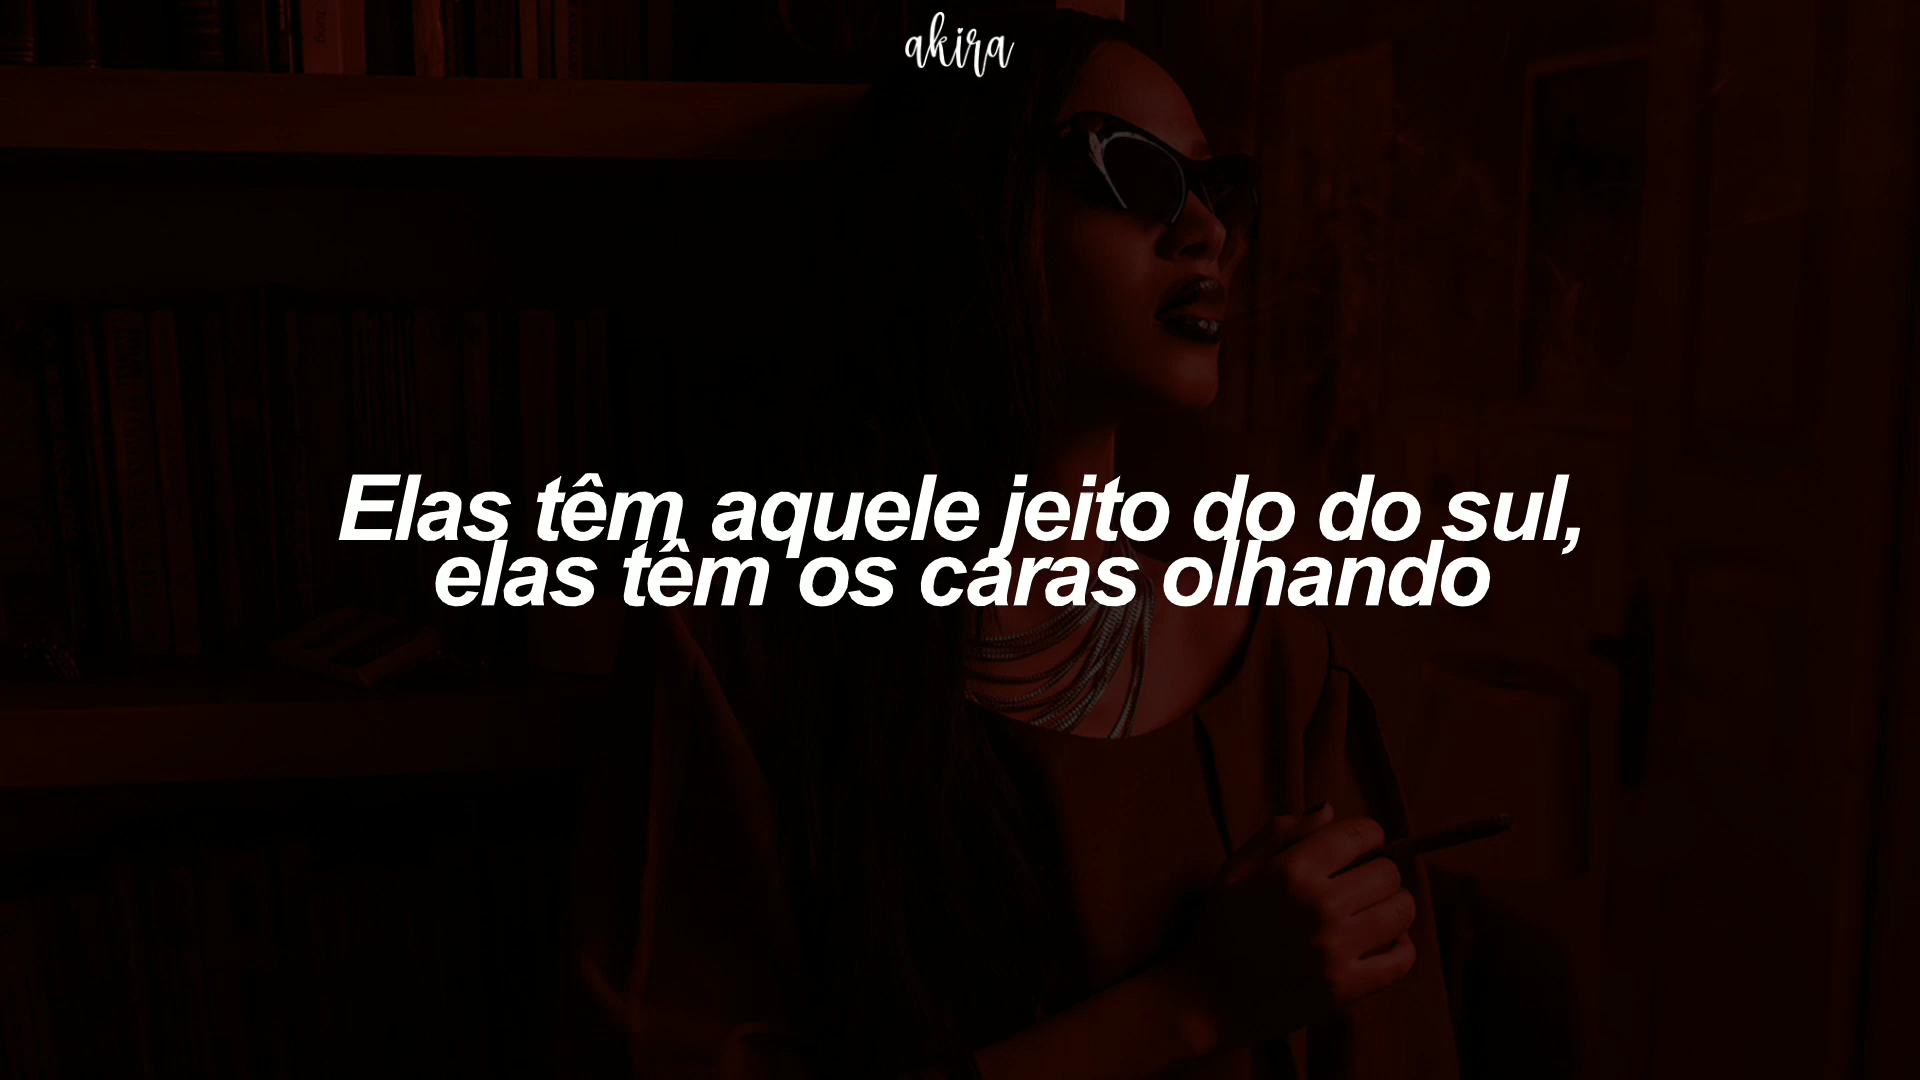 akira
Elas têm aquele jeito do do sul,
elas têm os caras olhando